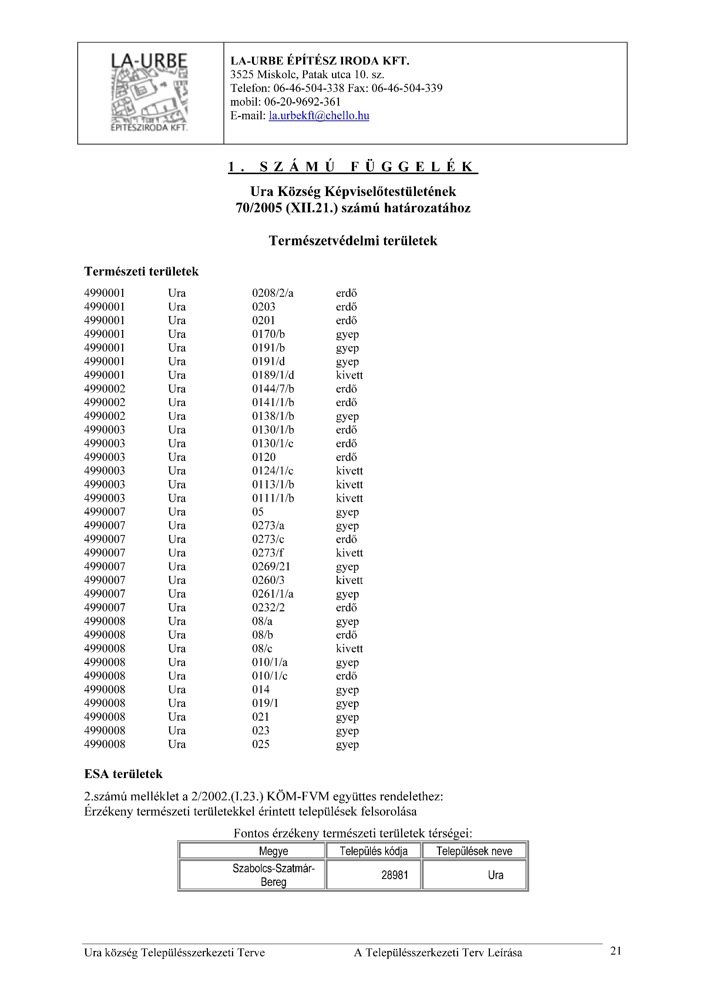 LA-URBE
ÉPITÉSZIRODA KFT.
LA-URBE ÉPÍTÉSZ IRODA KFT.
3525 Miskolc, Patak utca 10. sz.
Telefon: 06-46-504-338 Fax: 06-46-504-339
mobil: 06-20-9692-361
E-mail: la.urbekft@chello.hu
1. SZÁMÚ FÜGGELÉK
Ura Község Képviselőtestületének
70/2005 (XII.21.) számú határozatához
Természetvédelmi területek
Természeti területek
4990001 Ura 0208/2/a erdő
4990001 Ura 0203 erdő
4990001 Ura 0201 erdő
4990001 Ura 0170/b gyep
4990001 Ura 0191/b gyep
4990001 Ura 0191/d gyep
4990001 Ura 0189/1/d kivett
4990002 Ura 0144/7/b erdő
4990002 Ura 0141/1/b erdő
4990002 Ura 0138/1/b gyep
4990003 Ura 0130/1/b erdő
4990003 Ura 0130/1/c erdő
4990003 Ura 0120 erdő
4990003 Ura 0124/1/c kivett
4990003 Ura 0113/1/b kivett
4990003 Ura 0111/1/b kivett
4990007 Ura 05 gyep
4990007 Ura 0273/a gyep
4990007 Ura 0273/c erdő
4990007 Ura 0273/f kivett
4990007 Ura 0269/21 gyep
4990007 Ura 0260/3 kivett
4990007 Ura 0261/1/a gyep
4990007 Ura 0232/2 erdő
4990008 Ura 08/a gyep
4990008 Ura 08/b erdő
4990008 Ura 08/c kivett
4990008 Ura 010/1/a gyep
4990008 Ura 010/1/c erdő
4990008 Ura 014 gyep
4990008 Ura 019/1 gyep
4990008 Ura 021 gyep
4990008 Ura 023 gyep
4990008 Ura 025 gyep
ESA területek
2.számú melléklet a 2/2002.(I.23.) KÖM-FVM együttes rendelethez:
Érzékeny természeti területekkel érintett települések felsorolása
Fontos érzékeny természeti területek térségei:
Megye Település kódja Települések neve
Szabolcs-Szatmár-
Bereg 28981 Ura
Ura község Településszerkezeti Terve A Településszerkezeti Terv Leírása 21